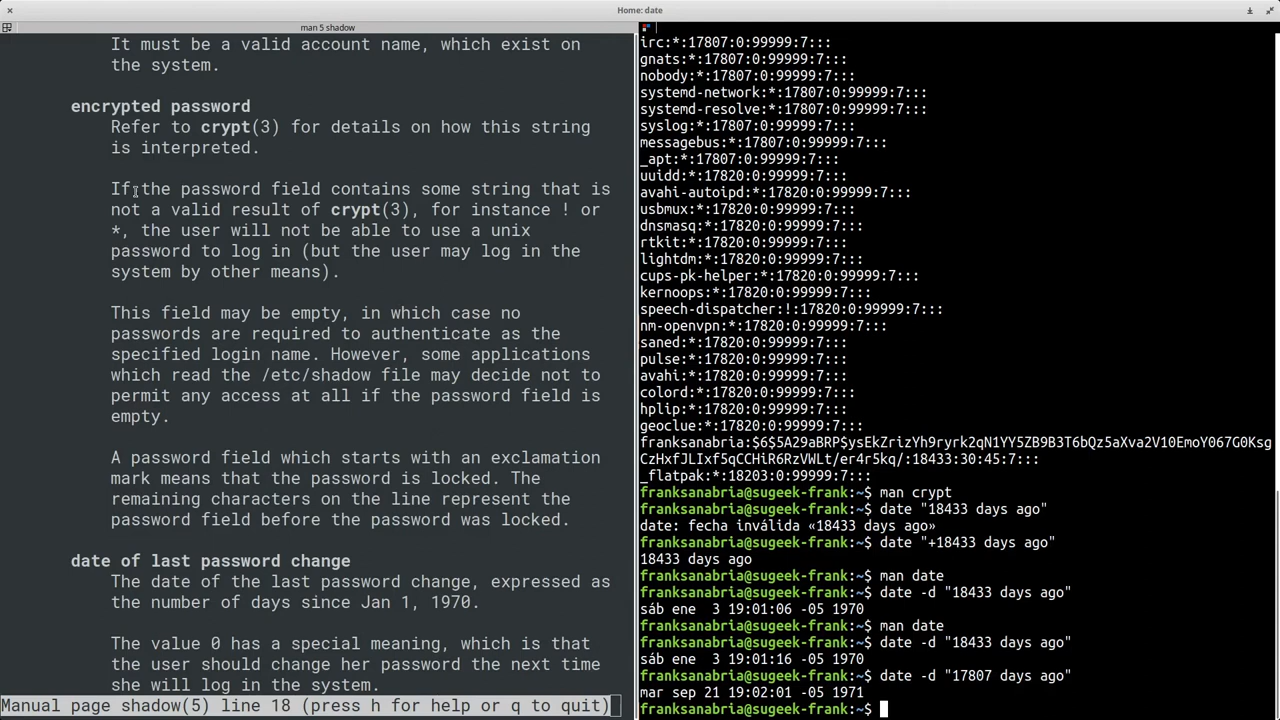 Home: date
man 5 shadow
It must be a valid account name, which exist on
the system.
encrypted password
Refer to crypt(3) for details on how this string
is interpreted.
If the password field contains some string that is
not a valid result of crypt(3), for instance ! or
*, the user will not be able to use a unix
password to log in (but the user may log in the
system by other means).
This field may be empty, in which case no
passwords are required to authenticate as the
specified login name. However, some applications
which read the /etc/shadow file may decide not to
permit any access at all if the password field is
empty.
A password field which starts with an exclamation
mark means that the password is locked. The
remaining characters on the line represent the
password field before the password was locked.
date of last password change
The date of the last password change, expressed as
the number of days since Jan 1, 1970.
The value 0 has a special meaning, which is that
the user should change her password the next time
she will log in the system.
Manual page shadow(5) line 18 (press h for help or q to quit)
irc:*:17807:0:99999:7:::
gnats:*:17807:0:99999:7:::
nobody:*:17807:0:99999:7:::
systemd-network:*:17807:0:99999:7:::
systemd-resolve:*:17807:0:99999:7:::
syslog:*:17807:0:99999:7:::
messagebus:*:17807:0:99999:7:::
_apt:*:17807:0:99999:7:::
uuidd:*:17820:0:99999:7:::
avahi-autoipd:*:17820:0:99999:7:::
usbmux:*:17820:0:99999:7:::
dnsmasq:*:17820:0:99999:7:::
rtkit:*:17820:0:99999:7:::
lightdm:*:17820:0:99999:7:::
cups-pk-helper:*:17820:0:99999:7:::
kernoops:*:17820:0:99999:7:::
speech-dispatcher:!:17820:0:99999:7:::
nm-openvpn:*:17820:0:99999:7:::
saned:*:17820:0:99999:7:::
pulse:*:17820:0:99999:7:::
avahi:*:17820:0:99999:7:::
colord:*:17820:0:99999:7:::
hplip:*:17820:0:99999:7:::
geoclue:*:17820:0:99999:7:::
franksanabria:$6$5A29aBRP$ysEkZrizYh9ryrk2qN1YY5ZB9B3T6bQz5aXva2V10EmoY067G0Ksg
CzHxfJLIxf5qCCHiR6RzVWLt/er4r5kq/:18433:30:45:7:::
_flatpak:*:18203:0:99999:7:::
franksanabria@sugeek-frank:~$ man crypt
franksanabria@sugeek-frank:~$ date "18433 days ago"
date: fecha inválida «18433 days ago»
franksanabria@sugeek-frank:~$ date "+18433 days ago"
18433 days ago
franksanabria@sugeek-frank:~$ man date
franksanabria@sugeek-frank:~$ date -d "18433 days ago"
sáb ene  3 19:01:06 -05 1970
franksanabria@sugeek-frank:~$ man date
franksanabria@sugeek-frank:~$ date -d "18433 days ago"
sáb ene  3 19:01:16 -05 1970
franksanabria@sugeek-frank:~$ date -d "17807 days ago"
mar sep 21 19:02:01 -05 1971
franksanabria@sugeek-frank:~$